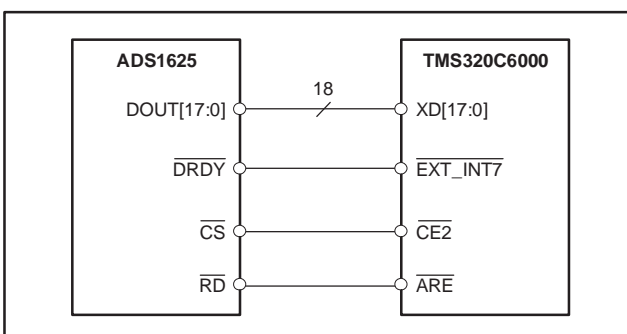 ADS1625
TMS320C6000
18
DOUT[17:0]
XD[17:0]
DRDY
EXT_INT7
CS
CE2
RD
ARE